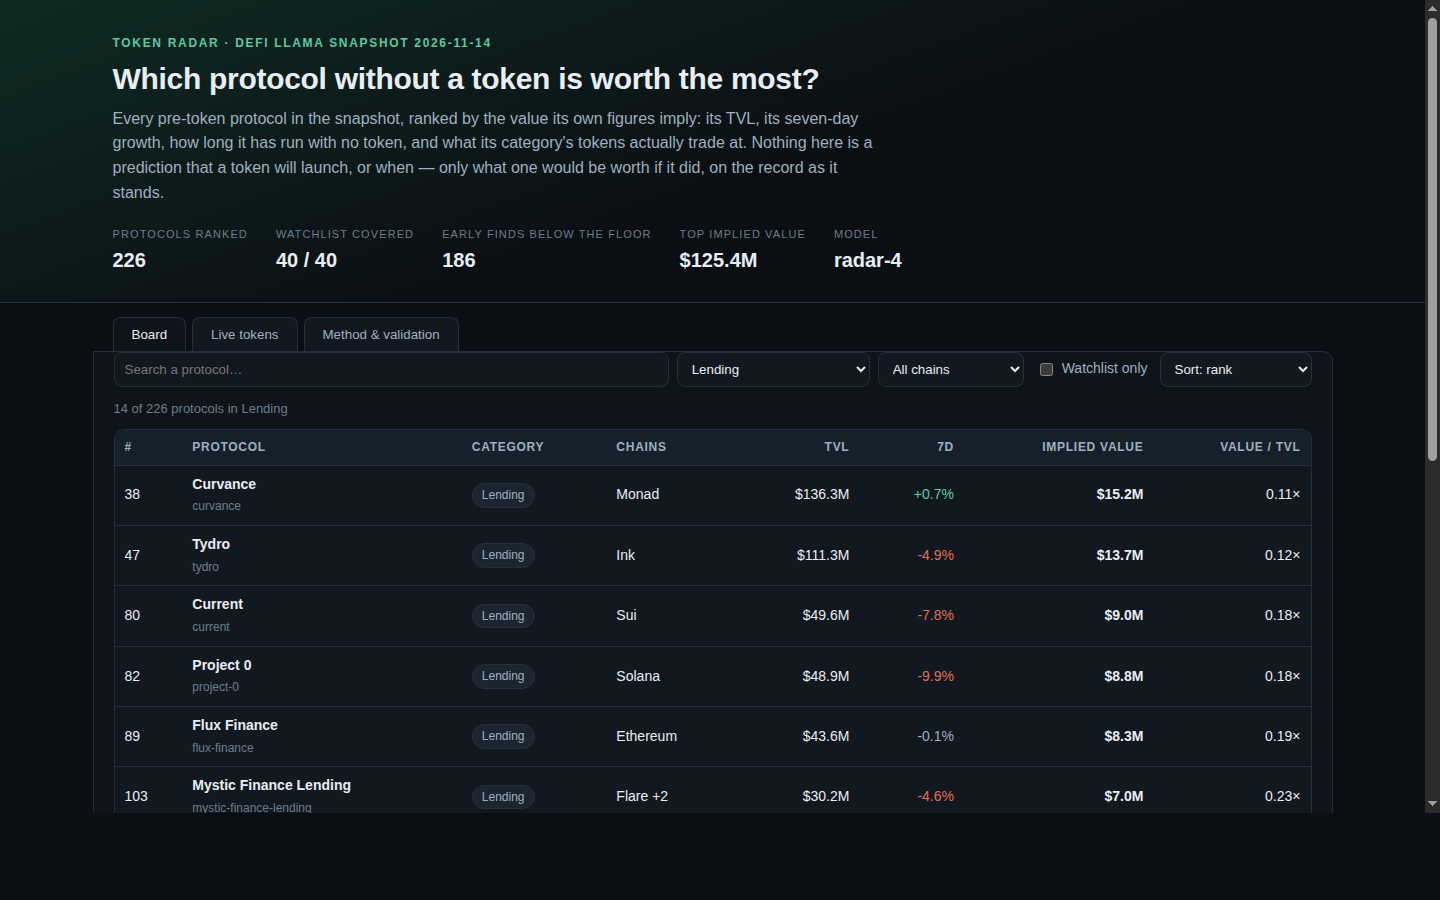 TOKEN RADAR · DEFI LLAMA SNAPSHOT 2026-11-14
Which protocol without a token is worth the most?
Every pre-token protocol in the snapshot, ranked by the value its own figures imply: its TVL, its seven-day
growth, how long it has run with no token, and what its category's tokens actually trade at. Nothing here is a
prediction that a token will launch, or when — only what one would be worth if it did, on the record as it
stands.
PROTOCOLS RANKED WATCHLIST COVERED EARLY FINDS BELOW THE FLOOR TOP IMPLIED VALUE MODEL
226 40 / 40 186 $125.4M radar-4
Board Live tokens Method & validation
Search a protocol… Lending All chains Watchlist only Sort: rank
14 of 226 protocols in Lending
# PROTOCOL CATEGORY CHAINS TVL 7D IMPLIED VALUE VALUE / TVL
38 Curvance Lending Monad $136.3M +0.7% $15.2M 0.11×
curvance
47 Tydro Lending Ink $111.3M -4.9% $13.7M 0.12×
tydro
80 Current Lending Sui $49.6M -7.8% $9.0M 0.18×
current
82 Project 0 Lending Solana $48.9M -9.9% $8.8M 0.18×
project-0
89 Flux Finance Lending Ethereum $43.6M -0.1% $8.3M 0.19×
flux-finance
103 Mystic Finance Lending Lending Flare +2 $30.2M -4.6% $7.0M 0.23×
mystic-finance-lending